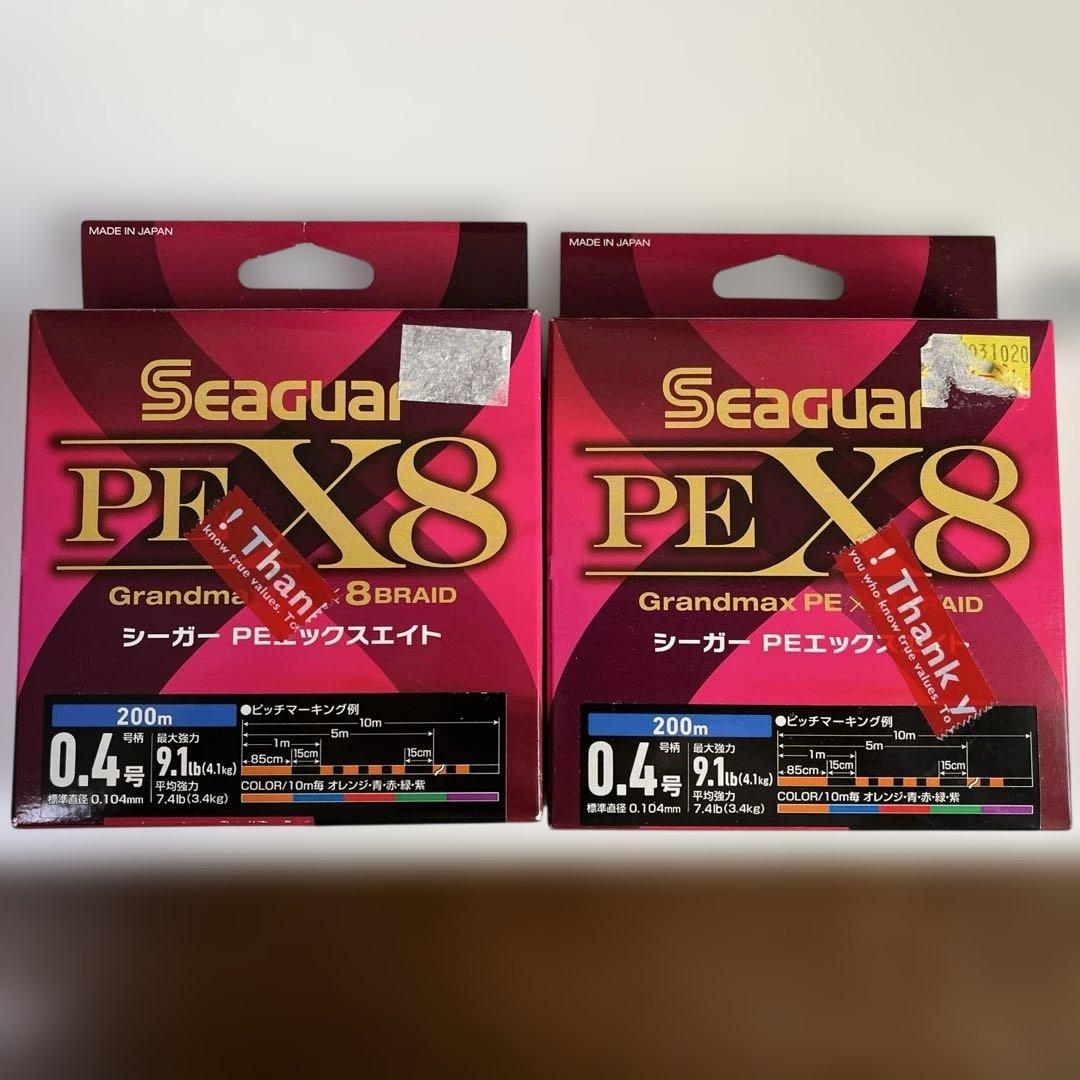 MADE IN JAPAN
SEAGUAR
PE X8
Grandma × 8 BRAID
シーガー PEエックスエイト
! Thank
know true values. To
200m
0.4号
号柄
標準直径 0.104mm
最大強力
9.1lb(4.1kg)
平均強力
7.4lb(3.4kg)
●ピッチマーキング例
10m
5m
1m
85cm 15cm 15cm
COLOR/10m毎 オレンジ・青・赤・緑・紫
MADE IN JAPAN
031020
SEAGUAR
PE X8
Grandmax PE × RAID
シーガー PEエックスエイト
! Thank y
you who know true values. To
200m
0.4号
号柄
標準直径 0.104mm
最大強力
9.1lb(4.1kg)
平均強力
7.4lb(3.4kg)
●ピッチマーキング例
10m
5m
1m
85cm 15cm 15cm
COLOR/10m毎 オレンジ・青・赤・緑・紫